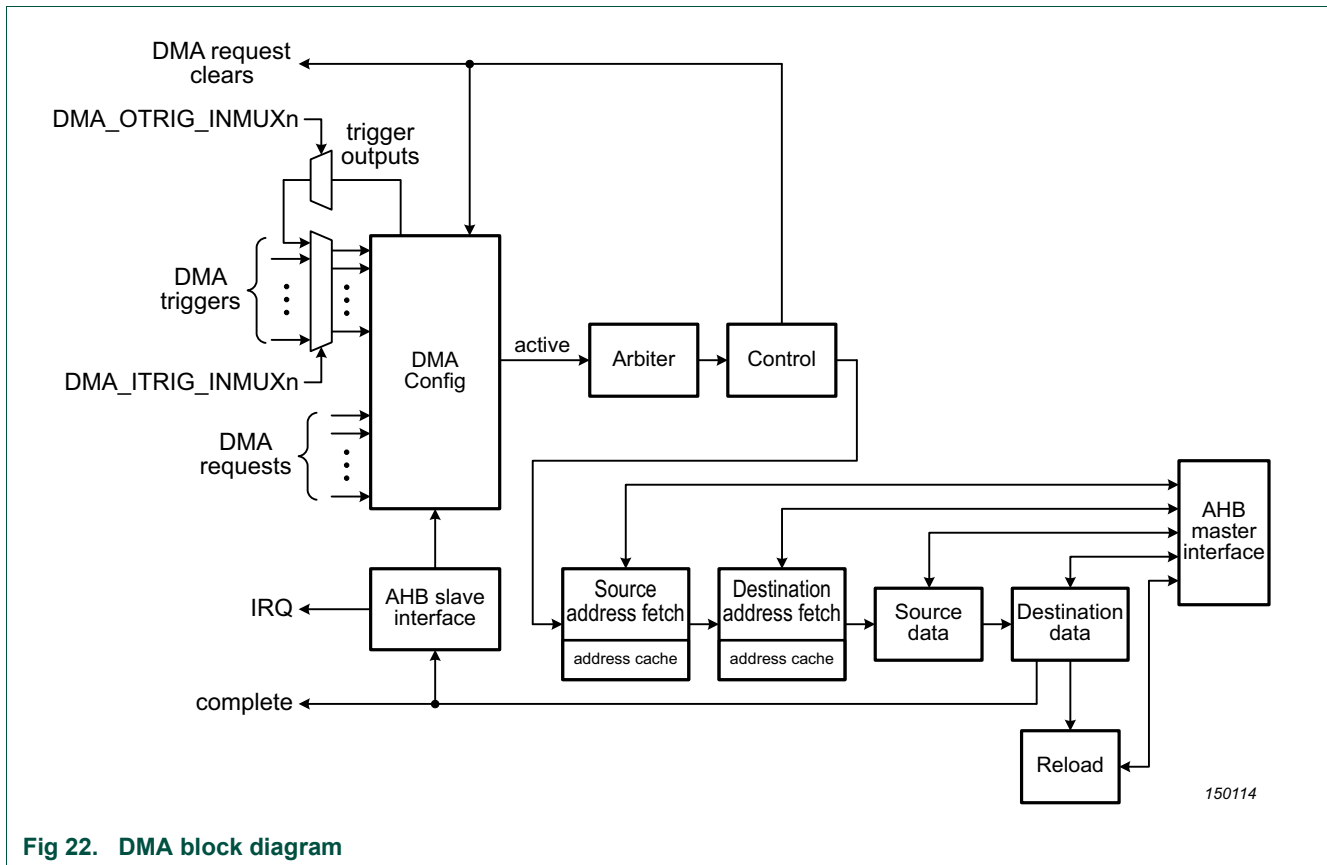 DMA request
clears
DMA_OTRIG_INMUXn
trigger
outputs
DMA
triggers
DMA_ITRIG_INMUXn
DMA
requests
DMA
Config
active
Arbiter
Control
AHB
master
interface
IRQ
AHB slave
interface
Source
address fetch
address cache
Destination
address fetch
address cache
Source
data
Destination
data
complete
Reload
150114
Fig 22. DMA block diagram